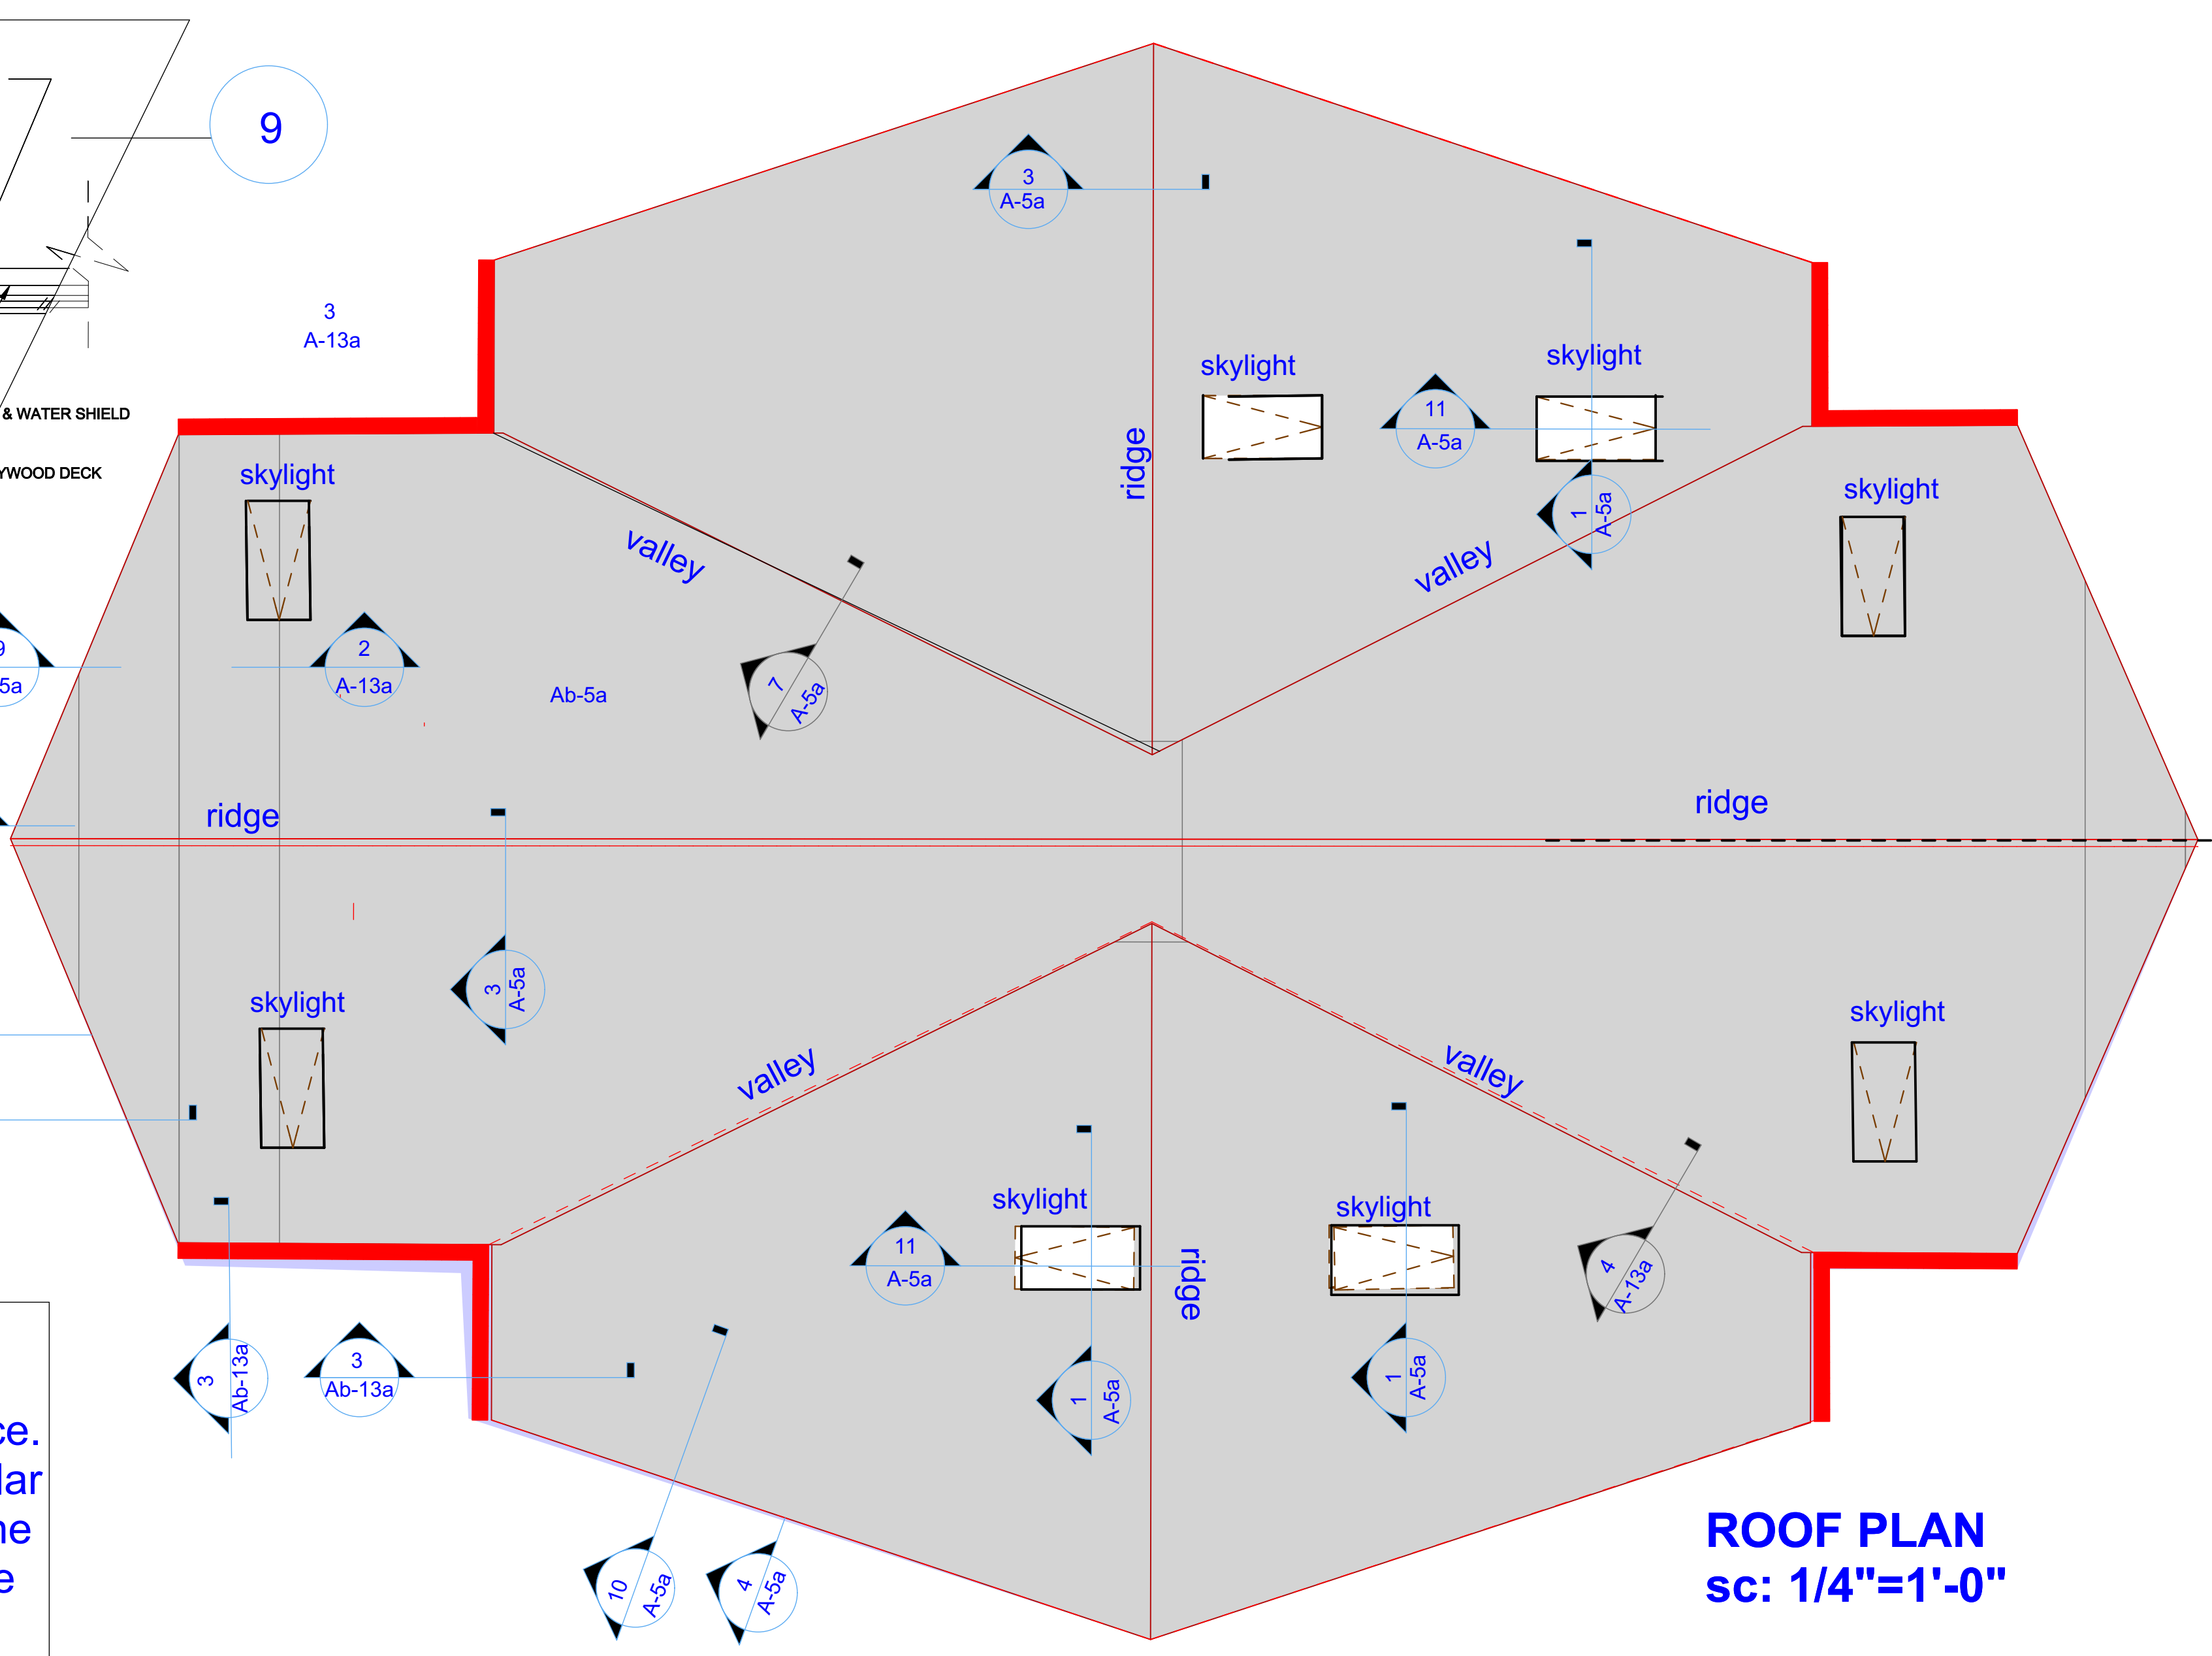 9
3
A-5a
3
A-13a
skylight
skylight
& WATER SHIELD
11
A-5a
ridge
YWOOD DECK
skylight
skylight
1
A-5a
valley
valley
9
5a
2
A-13a
Ab-5a
7
A-5a
ridge
ridge
3
A-5a
skylight
skylight
valley
valley
skylight
skylight
11
A-5a
ridge
4
A-13a
3
Ab-13a
3
Ab-13a
1
A-5a
1
A-5a
ce.
lar
ne
e
10
A-5a
4
A-5a
ROOF PLAN
sc: 1/4"=1'-0"